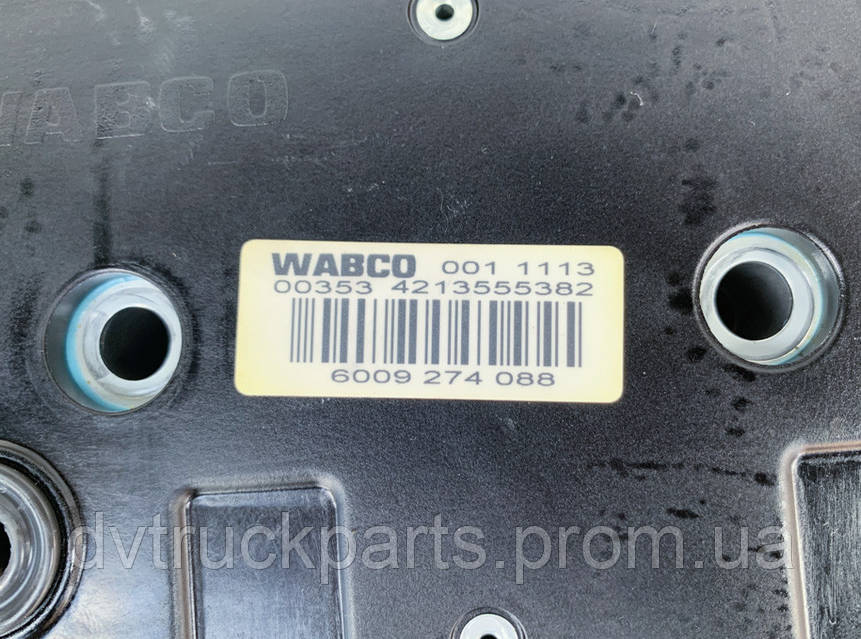 WABCO
WABCO 001 1113
00353 4213555382
6009 274 088
dvtruckparts.prom.ua